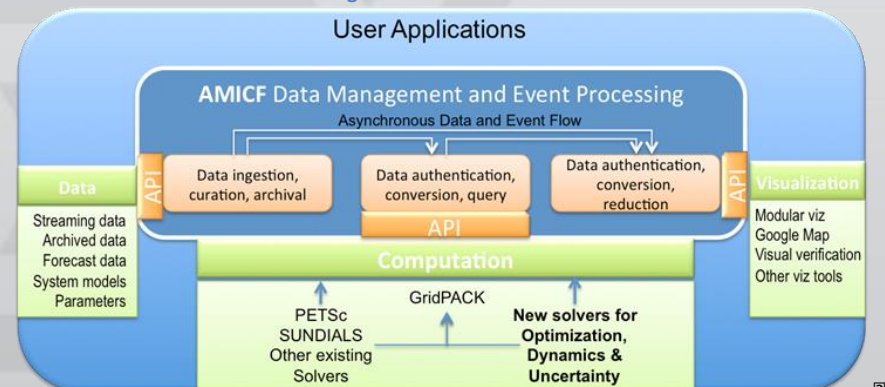 User Applications
AMICF Data Management and Event Processing
Asynchronous Data and Event Flow
API
Data ingestion,
curation, archival
Data authentication,
conversion, query
Data authentication,
conversion,
reduction
API
API
Data
Streaming data
Archived data
Forecast data
System models
Parameters
Visualization
Modular viz
Google Map
Visual verification
Other viz tools
Computation
PETSc
SUNDIALS
Other existing
Solvers
GridPACK
New solvers for
Optimization,
Dynamics &
Uncertainty